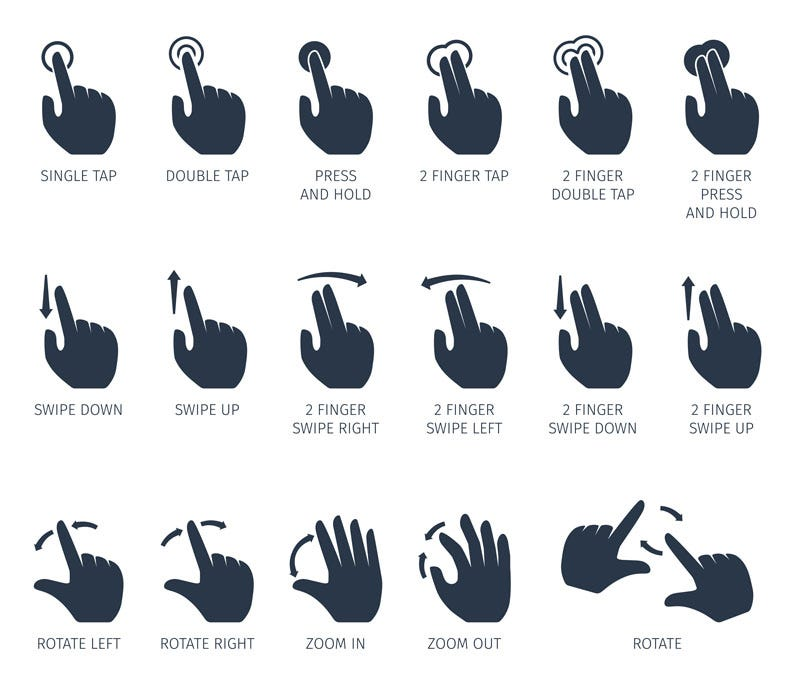 SINGLE TAP
DOUBLE TAP
PRESS
AND HOLD
2 FINGER TAP
2 FINGER
DOUBLE TAP
2 FINGER
PRESS
AND HOLD
SWIPE DOWN
SWIPE UP
2 FINGER
SWIPE RIGHT
2 FINGER
SWIPE LEFT
2 FINGER
SWIPE DOWN
2 FINGER
SWIPE UP
ROTATE LEFT
ROTATE RIGHT
ZOOM IN
ZOOM OUT
ROTATE